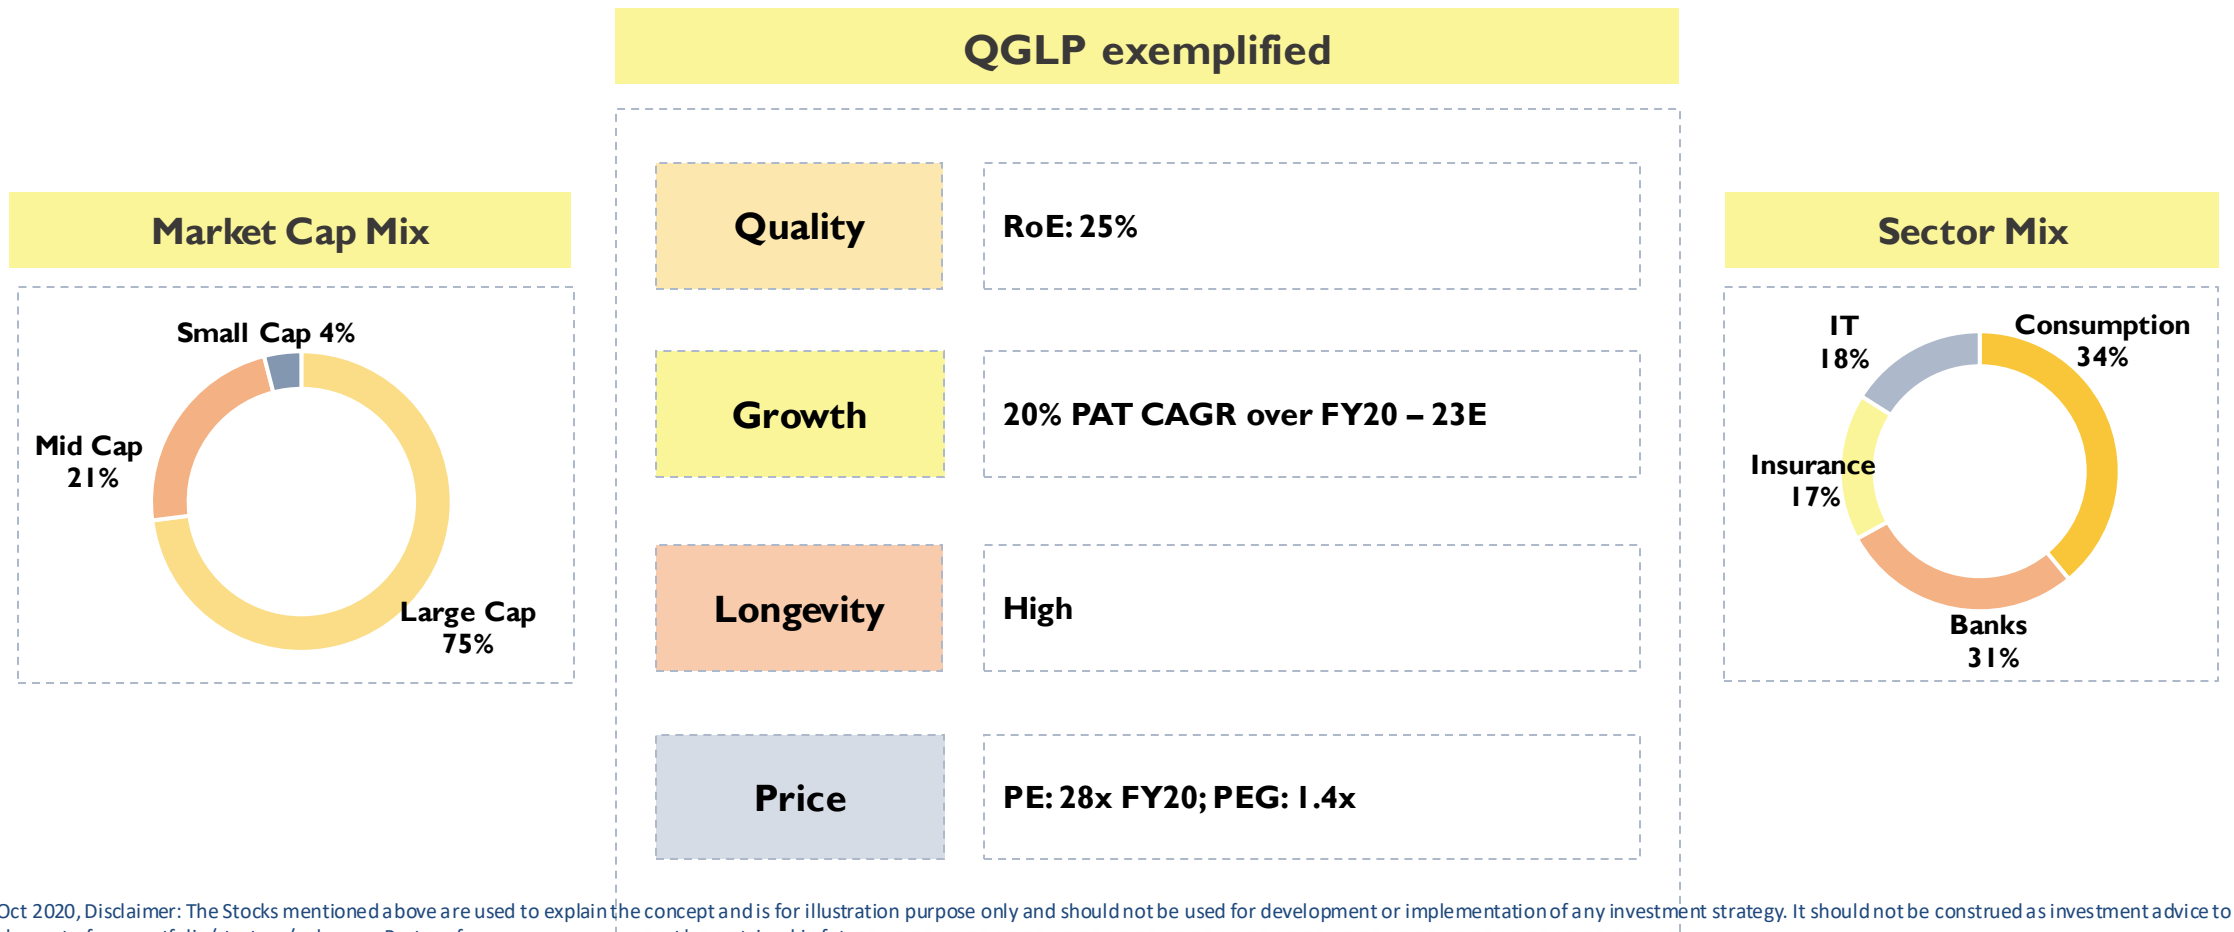 QGLP exemplified
Market Cap Mix
Small Cap 4%
Mid Cap
21%
Large Cap
75%
Quality
RoE: 25%
Growth
20% PAT CAGR over FY20 – 23E
Longevity
High
Price
PE: 28x FY20; PEG: 1.4x
Sector Mix
IT
18%
Consumption
34%
Insurance
17%
Banks
31%
Oct 2020, Disclaimer: The Stocks mentioned above are used to explain the concept and is for illustration purpose only and should not be used for development or implementation of any investment strategy. It should not be construed as investment advice to